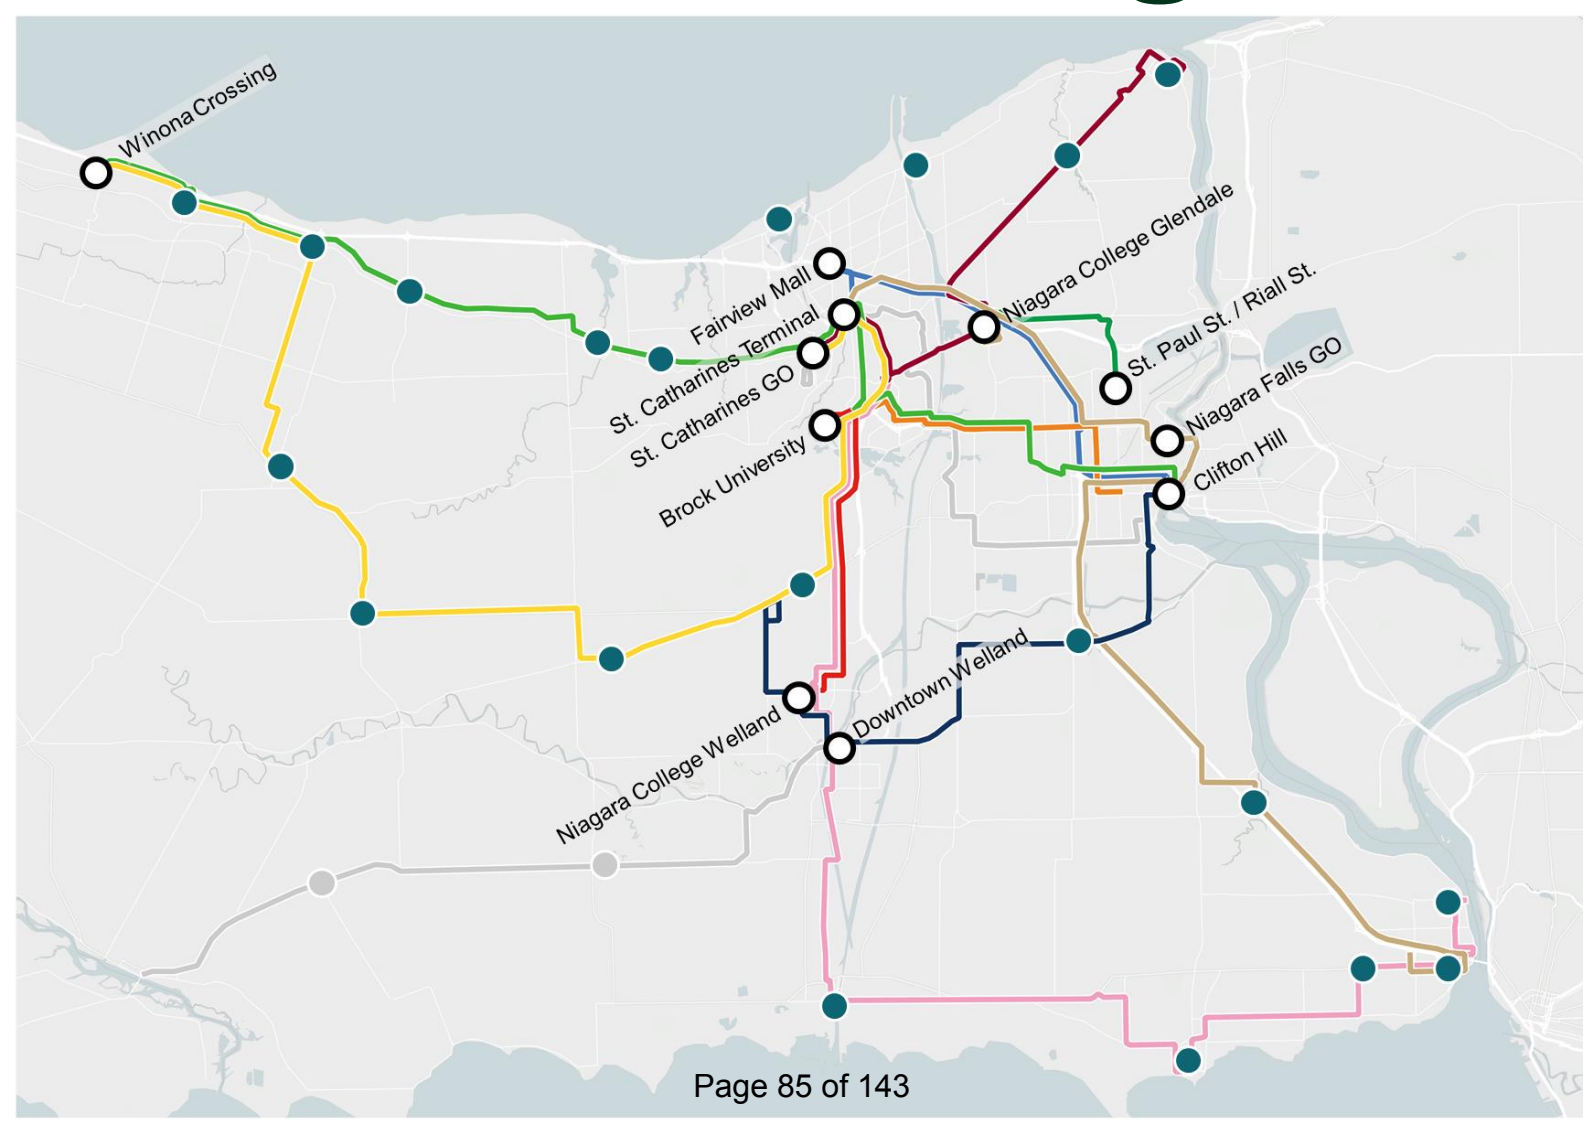 Winona Crossing
Niagara College Glendale
Fairview Mall
St. Catharines Terminal
St. Paul St. / Riall St.
St. Catharines GO
Niagara Falls GO
Brock University
Clifton Hill
Downtown Welland
Niagara College Welland
Page 85 of 143